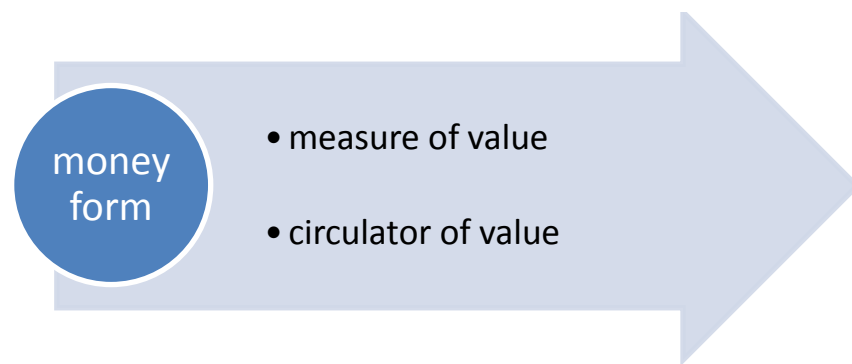 money
form
• measure of value
• circulator of value